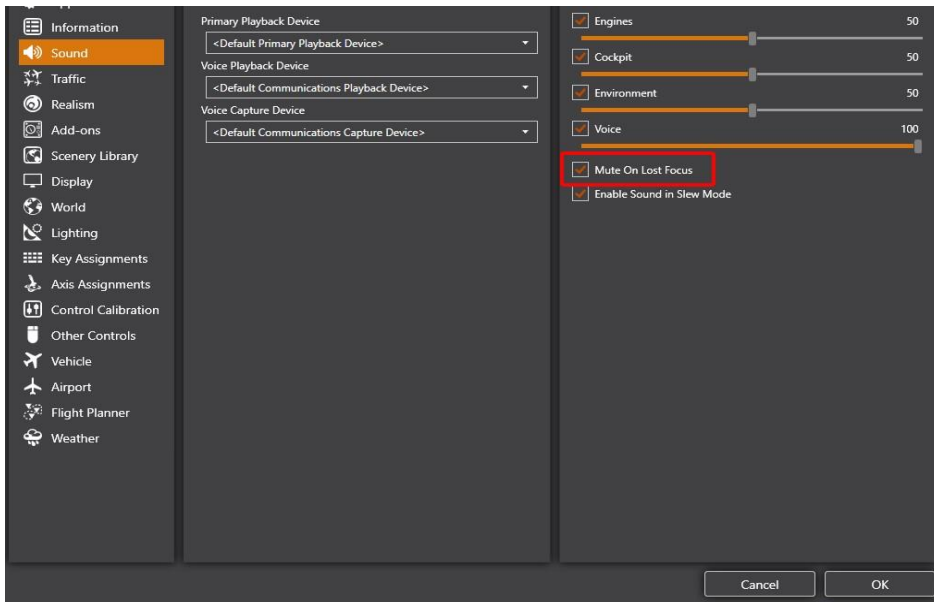 Information
Sound
Traffic
Realism
Add-ons
Scenery Library
Display
World
Lighting
Key Assignments
Axis Assignments
Control Calibration
Other Controls
Vehicle
Airport
Flight Planner
Weather
Primary Playback Device
<Default Primary Playback Device>
Voice Playback Device
<Default Communications Playback Device>
Voice Capture Device
<Default Communications Capture Device>
Engines 50
Cockpit 50
Environment 50
Voice 100
Mute On Lost Focus
Enable Sound in Slew Mode
Cancel OK